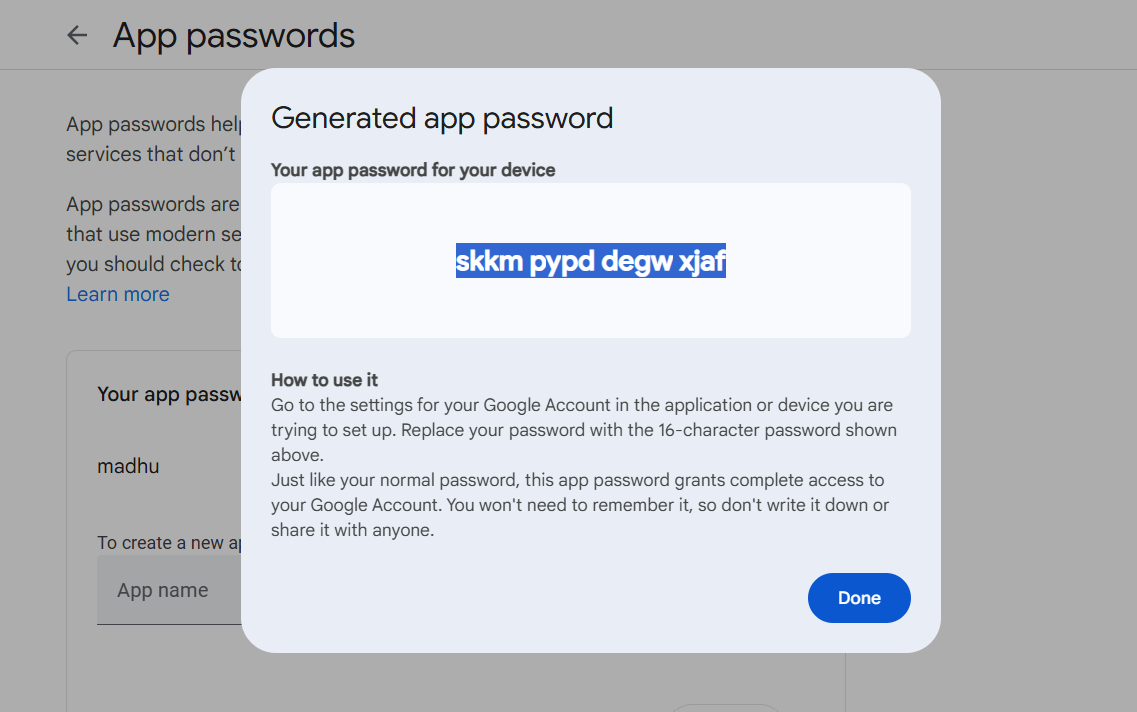 App passwords
App passwords help
services that don’t
App passwords are
that use modern
you should check
Learn more
Your app
madhu
To create a new
App name
Generated app password
Your app password for your device
skkm pypd degw xjaf
How to use it
Go to the settings for your Google Account in the application or device you are
trying to set up. Replace your password with the 16-character password shown
above.
Just like your normal password, this app password grants complete access to
your Google Account. You won't need to remember it, so don't write it down or
share it with anyone.
Done